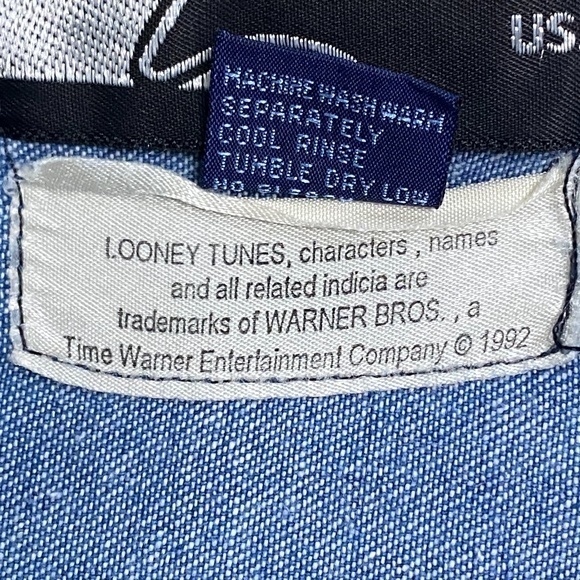 US
MACHINE WASH WARM
SEPARATELY
COOL RINSE
TUMBLE DRY LOW
LOONEY TUNES, characters , names
and all related indicia are
trademarks of WARNER BROS. , a
Time Warner Entertainment Company © 1992